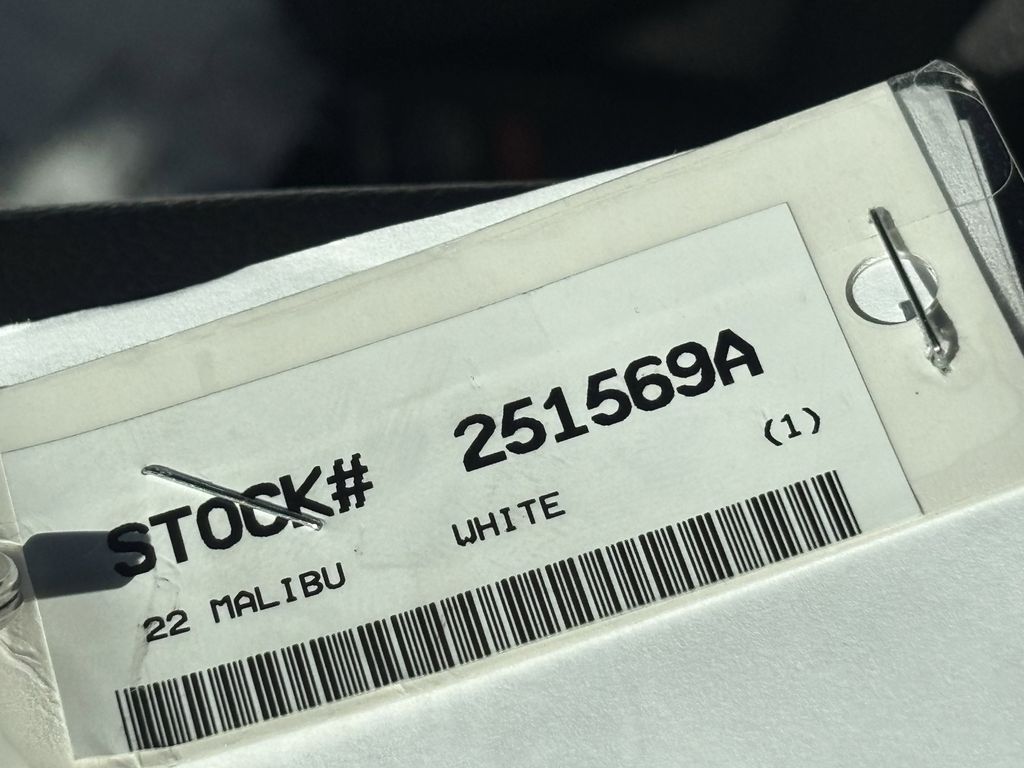 STOCK# 251569A
(1)
22 MALIBU WHITE